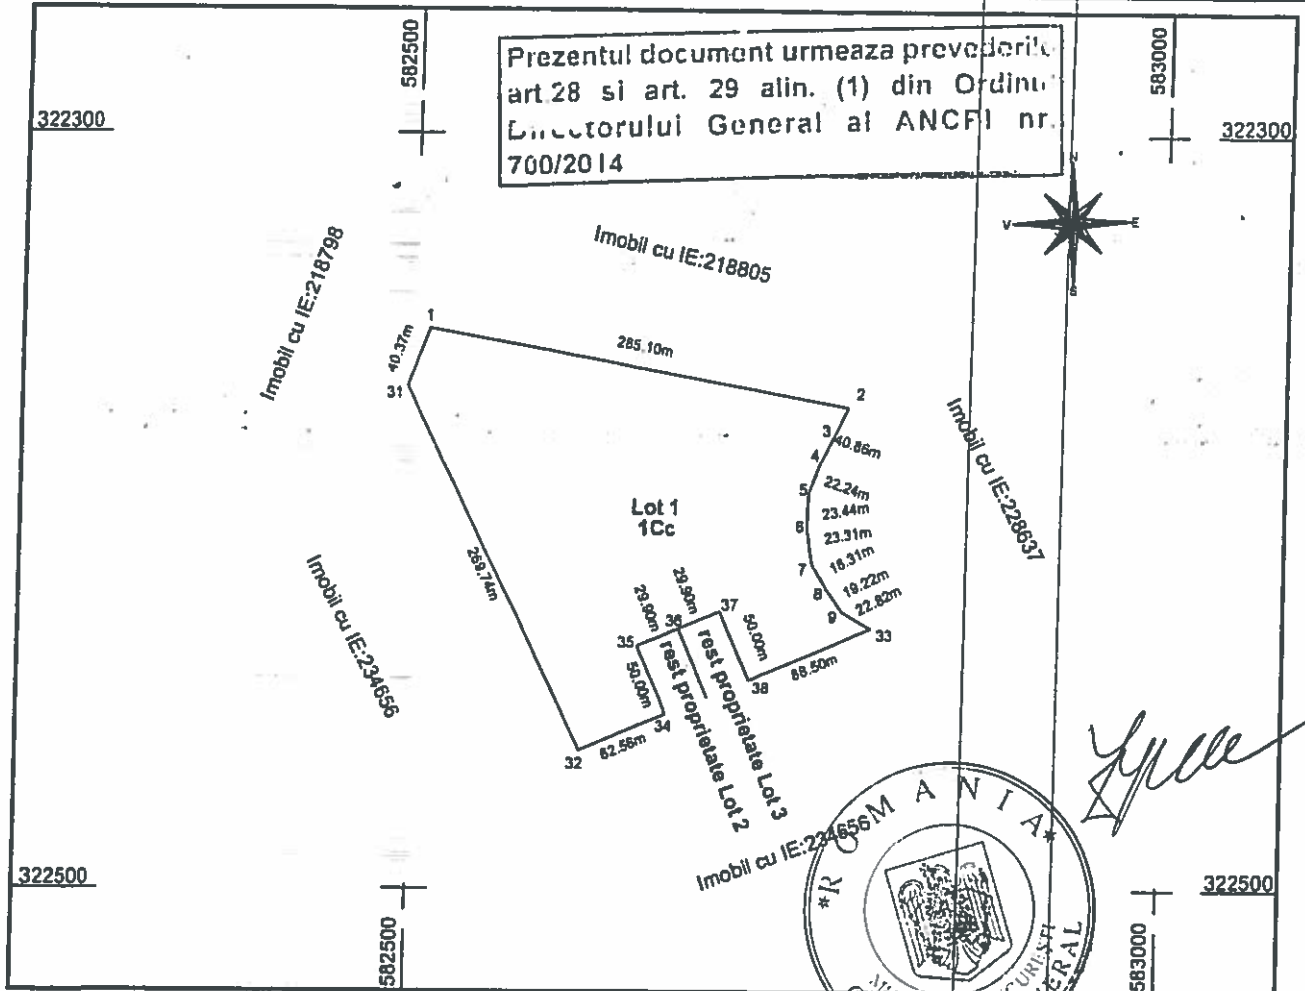 582500
583000
Prezentul document urmeaza prevederile
art.28 si art. 29 alin. (1) din Ordinu
Directorului General al ANCPI nr.
700/2014
322300
322300
N
V
E
S
Imobil cu IE:218798
Imobil cu IE:218805
1
40.37m
285.10m
31
2
3
40.86m
4
Imobil cu IE:228637
5
22.24m
Lot 1
1Cc
23.44m
6
23.31m
7
16.31m
8
19.22m
22.82m
9
33
269.74m
Imobil cu IE:234656
29.90m
29.90m
37
36
35
50.00m
50.00m
88.50m
38
34
62.56m
32
rest proprietate Lot 2
rest proprietate Lot 3
Imobil cu IE:234656
*ROMANIA*
322500
322500
582500
583000